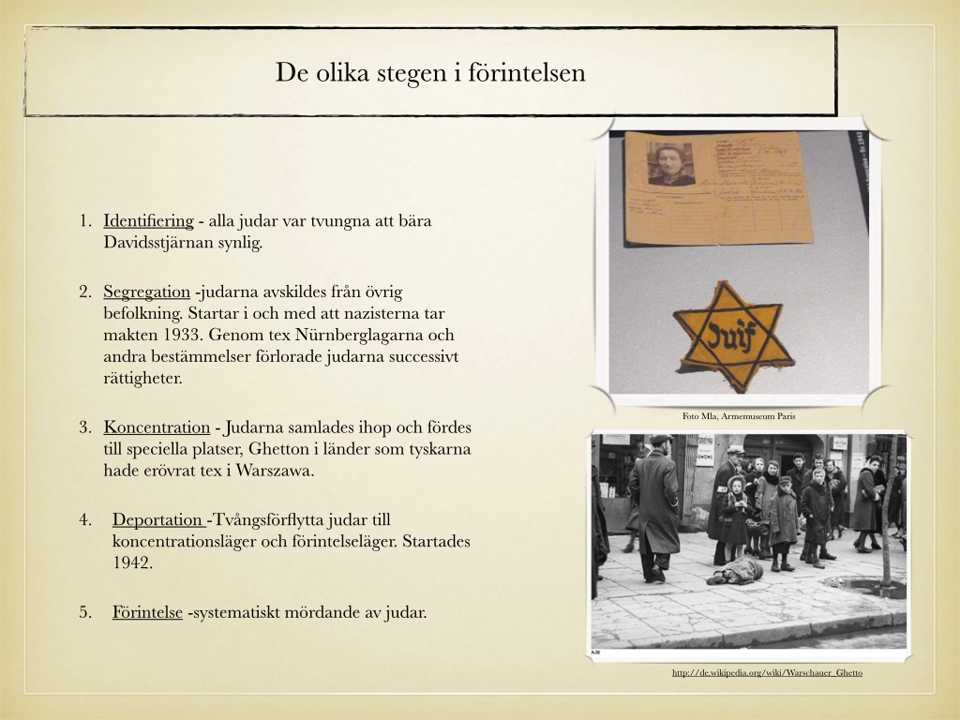 De olika stegen i förintelsen
1. Identifiering - alla judar var tvungna att bära
Davidsstjärnan synlig.
2. Segregation -judarna avskildes från övrig
befolkning. Startar i och med att nazisterna tar
makten 1933. Genom tex Nürnberglagarna och
andra bestämmelser förlorade judarna successivt
rättigheter.
3. Koncentration - Judarna samlades ihop och fördes
till speciella platser, Ghetton i länder som tyskarna
hade erövrat tex i Warszawa.
4. Deportation -Tvångsförflytta judar till
koncentrationsläger och förintelseläger. Startades
1942.
5. Förintelse -systematiskt mördande av judar.
Juif
Foto Mla, Armemuseum Paris
http://de.wikipedia.org/wiki/Warschauer_Ghetto